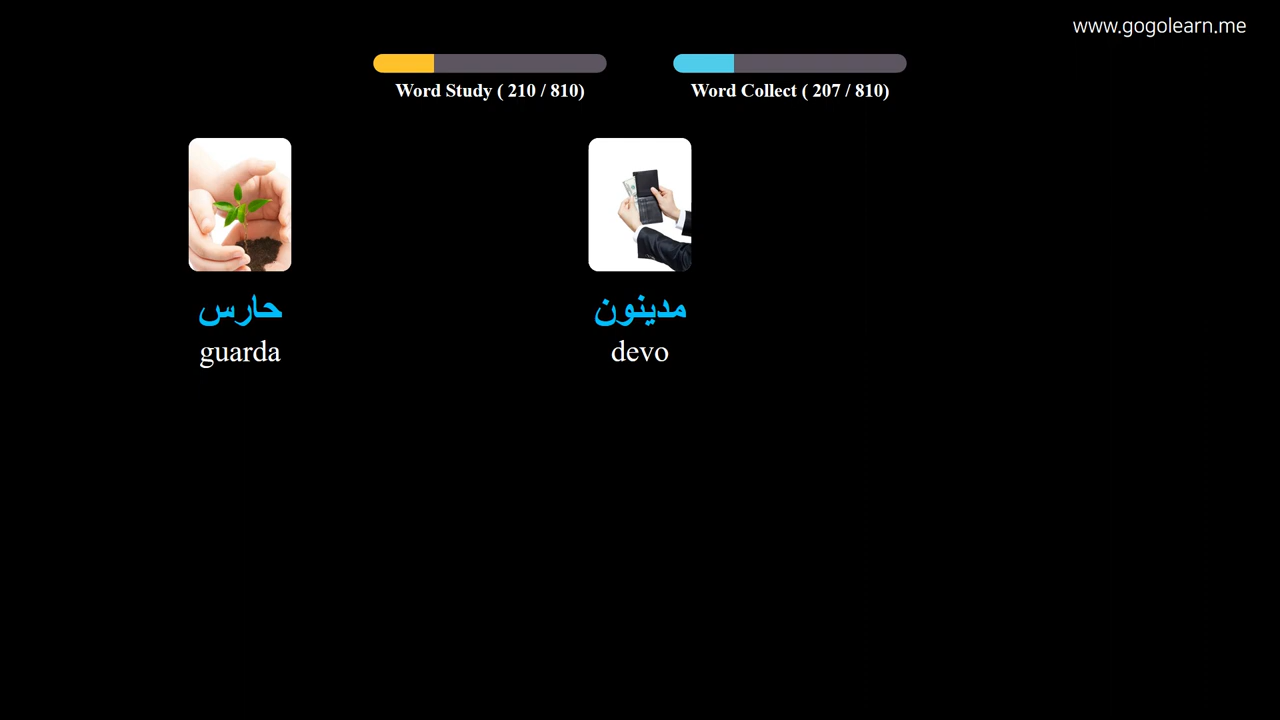 www.gogolearn.me
Word Study ( 210 / 810)
Word Collect ( 207 / 810)
حارس
guarda
مدينون
devo